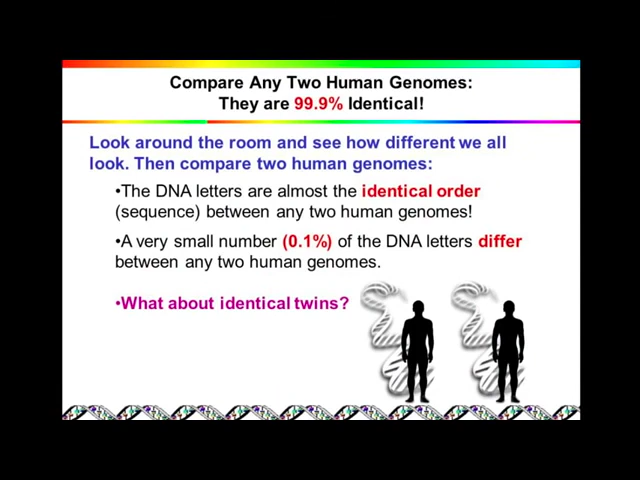 Compare Any Two Human Genomes:
They are 99.9% Identical!
Look around the room and see how different we all
look. Then compare two human genomes:
•The DNA letters are almost the identical order
(sequence) between any two human genomes!
•A very small number (0.1%) of the DNA letters differ
between any two human genomes.
•What about identical twins?